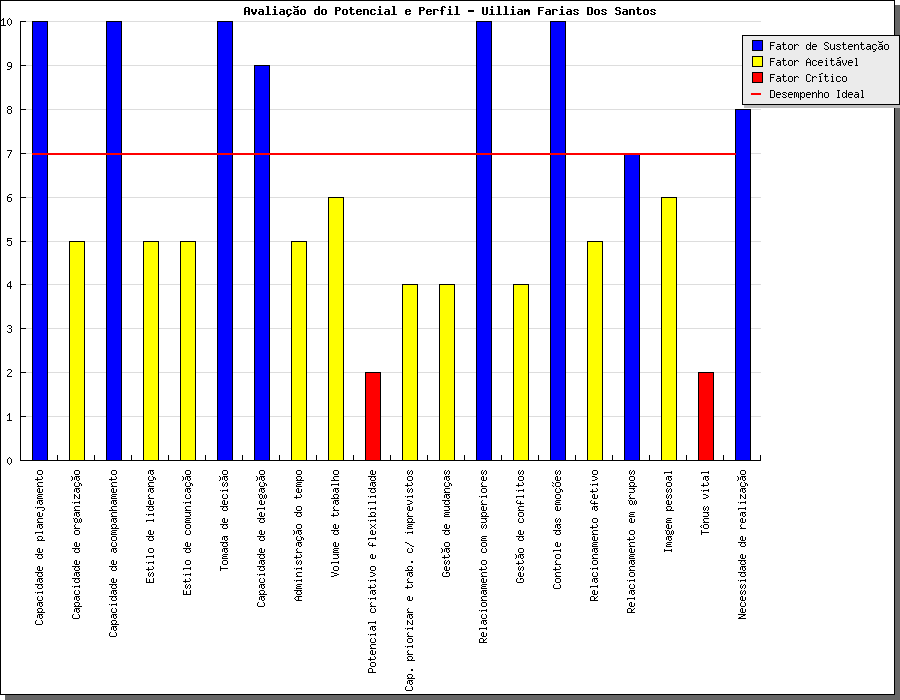 Avaliação do Potencial e Perfil - Uilliam Farias Dos Santos
Fator de Sustentação
Fator Aceitável
Fator Crítico
Desempenho Ideal
10
9
8
7
6
5
4
3
2
1
0
Capacidade de planejamento
Capacidade de organização
Capacidade de acompanhamento
Estilo de liderança
Estilo de comunicação
Tomada de decisão
Capacidade de delegação
Administração do tempo
Volume de trabalho
Potencial criativo e flexibilidade
Cap. priorizar e trab. c/ imprevistos
Gestão de mudanças
Relacionamento com superiores
Gestão de conflitos
Controle das emoções
Relacionamento afetivo
Relacionamento em grupos
Imagem pessoal
Tônus vital
Necessidade de realização